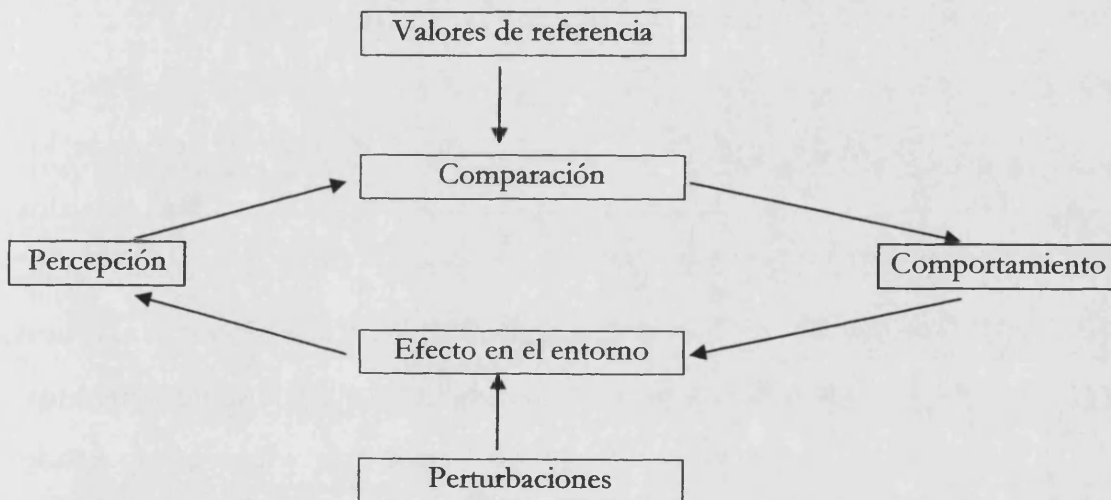 Valores de referencia
Comparación
Percepción
Comportamiento
Efecto en el entorno
Perturbaciones